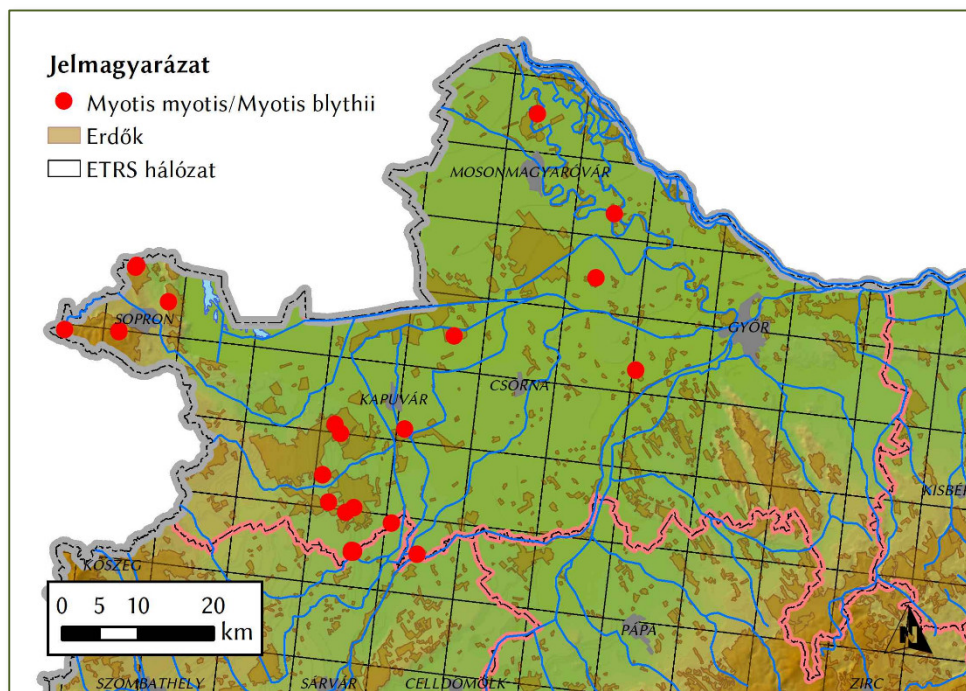 Jelmagyarázat
Myotis myotis/Myotis blythii
Erdők
ETRS hálózat
MOSONMAGYARÓVÁR
SOPRON
GYŐR
CSORNA
KAPUVÁR
KISBÉR
KŐSZEG
0 5 10 20
km
PÁPA
N
SZOMBATHELY
SÁRVÁR
CELLDÖMÖLK
ZIRC